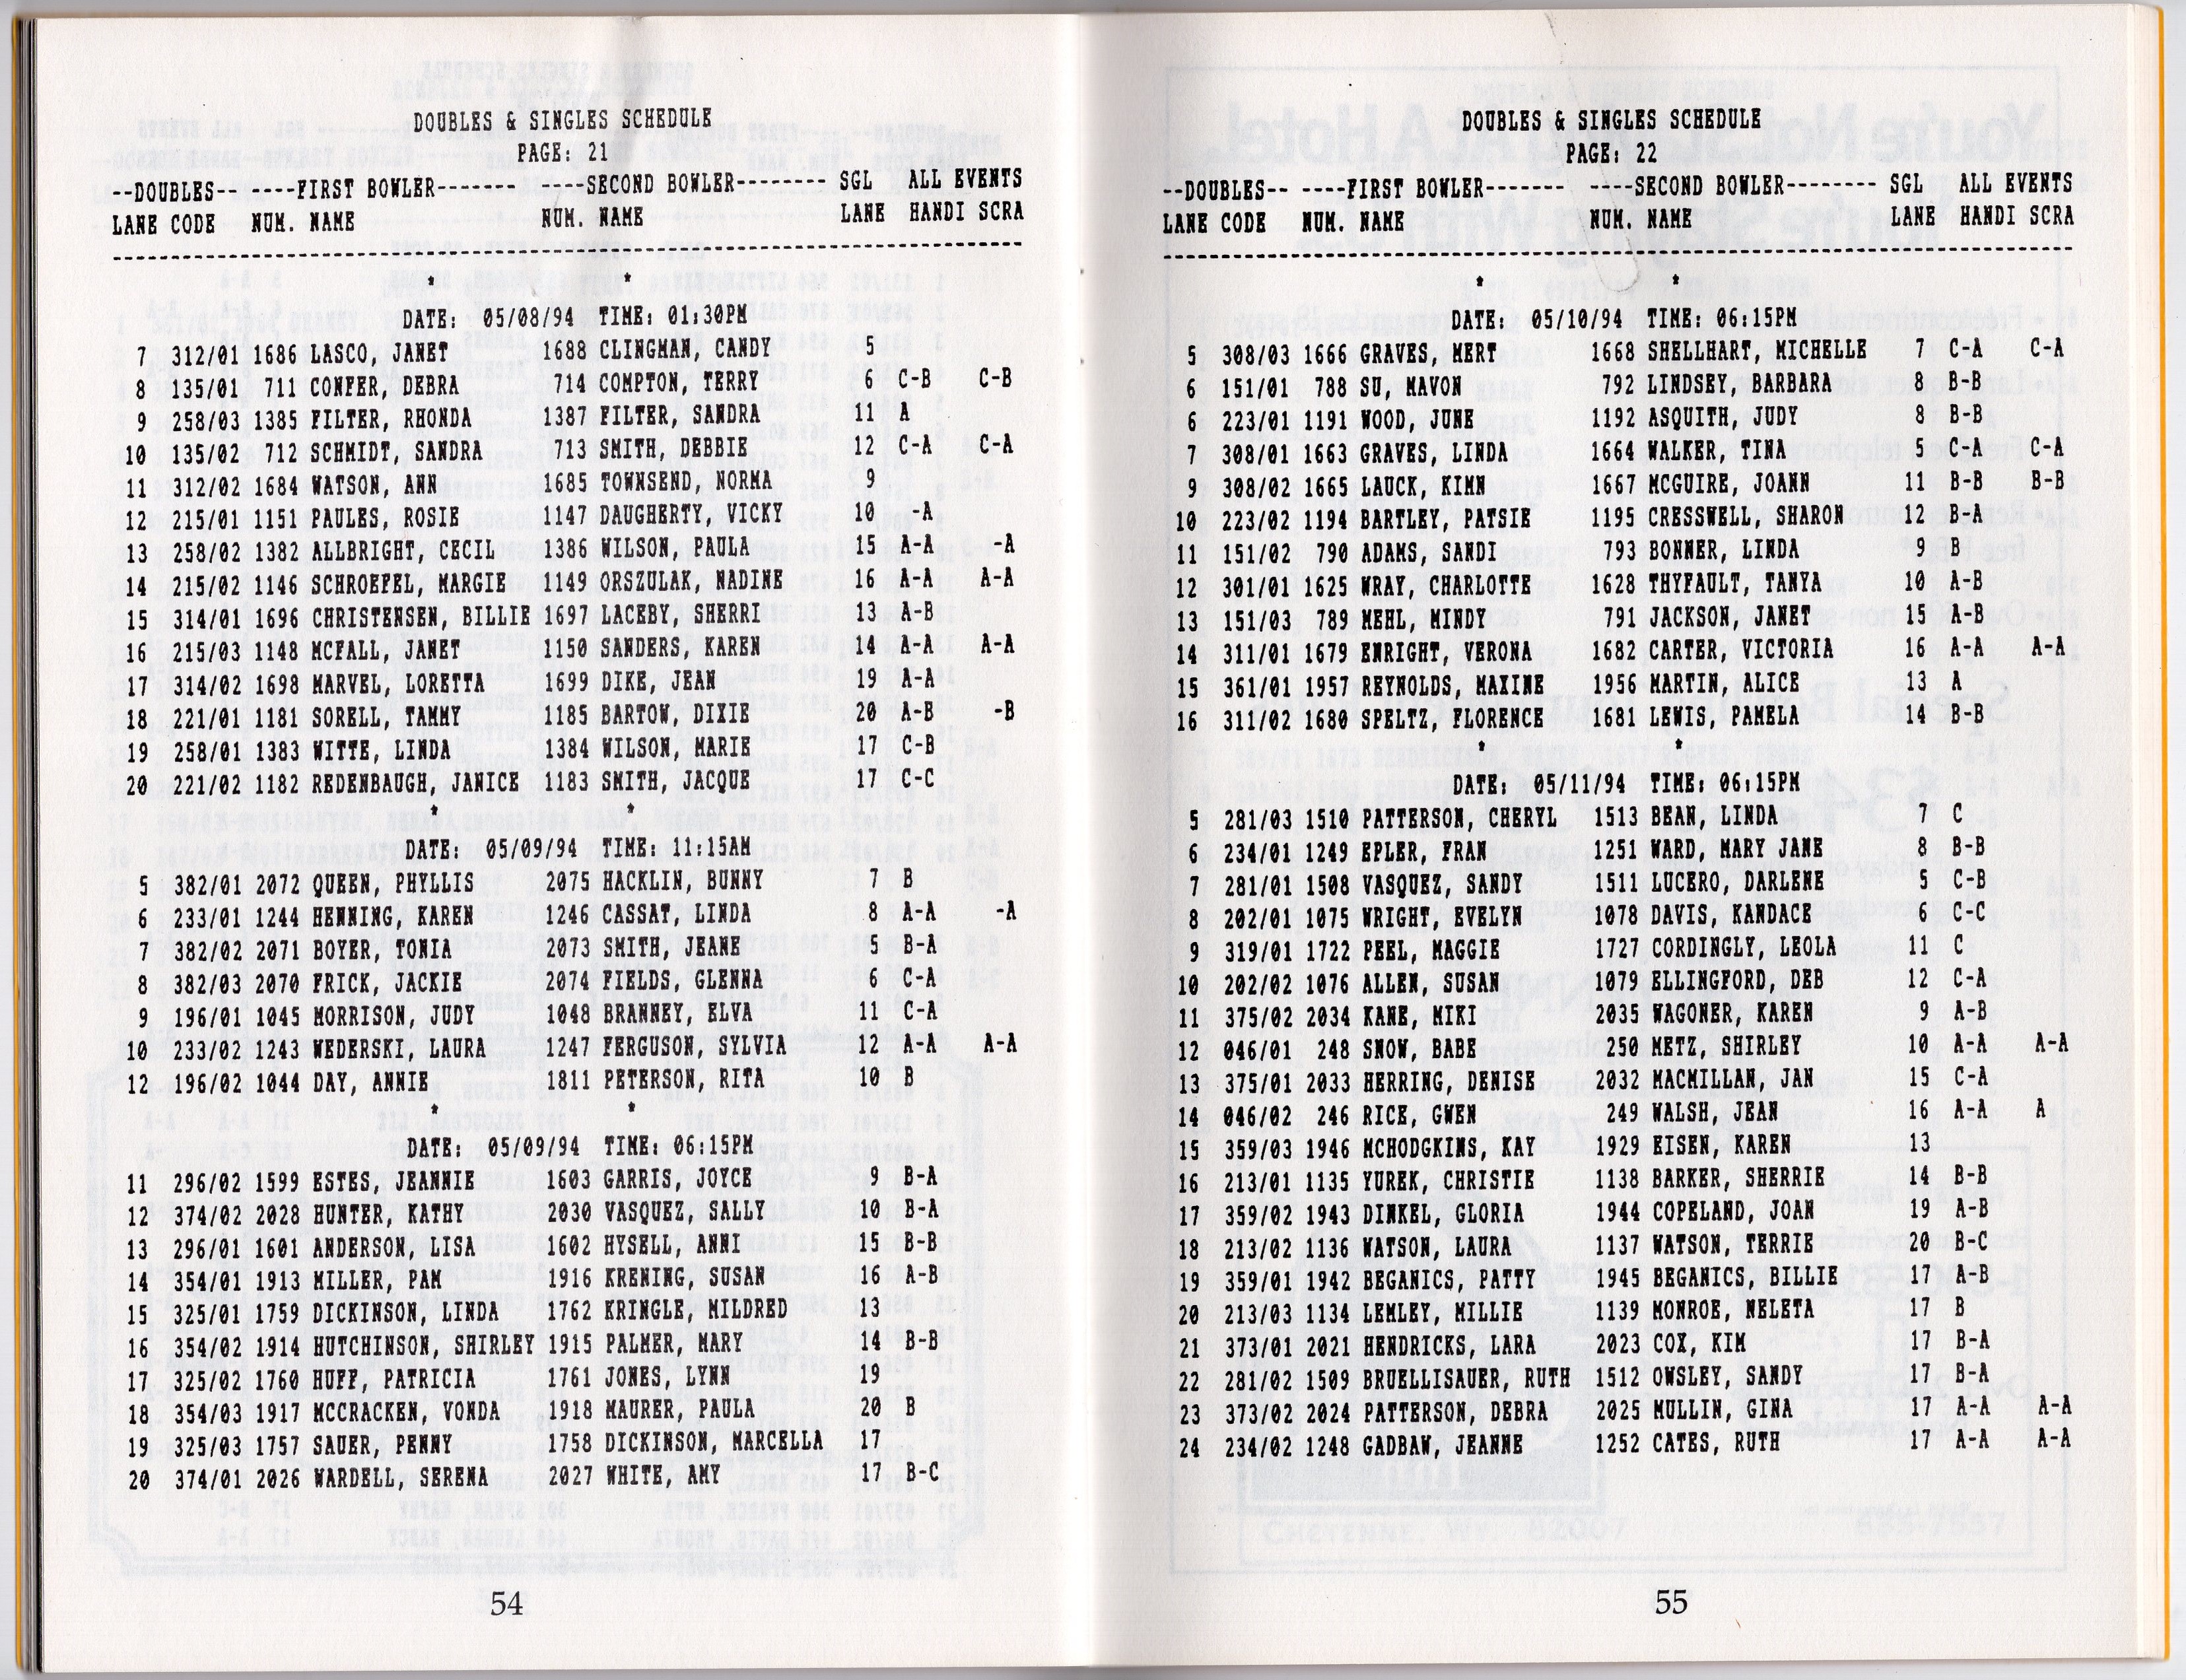 DOUBLES & SINGLES SCHEDULE
PAGE: 21
--DOUBLES-- ----FIRST BOWLER------- ----SECOND BOWLER-------- SGL ALL EVENTS
LANE CODE NUM. NAME NUM. NAME LANE HANDI SCRA
* *
DATE: 05/08/94 TIME: 01:30PM
7 312/01 1686 LASCO, JANET 1688 CLINGMAN, CANDY 5
8 135/01 711 CONFER, DEBRA 714 COMPTON, TERRY 6 C-B C-B
9 258/03 1385 FILTER, RHONDA 1387 FILTER, SANDRA 11 A
10 135/02 712 SCHMIDT, SANDRA 713 SMITH, DEBBIE 12 C-A C-A
11 312/02 1684 WATSON, ANN 1685 TOWNSEND, NORMA 9
12 215/01 1151 PAULES, ROSIE 1147 DAUGHERTY, VICKY 10 -A
13 258/02 1382 ALLBRIGHT, CECIL 1386 WILSON, PAULA 15 A-A -A
14 215/02 1146 SCHROEFEL, MARGIE 1149 ORSZULAK, NADINE 16 A-A A-A
15 314/01 1696 CHRISTENSEN, BILLIE 1697 LACEBY, SHERRI 13 A-B
16 215/03 1148 MCFALL, JANET 1150 SANDERS, KAREN 14 A-A A-A
17 314/02 1698 MARVEL, LORETTA 1699 DIKE, JEAN 19 A-A
18 221/01 1181 SORELL, TAMMY 1185 BARTOW, DIXIE 20 A-B -B
19 258/01 1383 WITTE, LINDA 1384 WILSON, MARIE 17 C-B
20 221/02 1182 REDENBAUGH, JANICE 1183 SMITH, JACQUE 17 C-C
* *
DATE: 05/09/94 TIME: 11:15AM
5 382/01 2072 QUEEN, PHYLLIS 2075 HACKLIN, BUNNY 7 B
6 233/01 1244 HENNING, KAREN 1246 CASSAT, LINDA 8 A-A -A
7 382/02 2071 BOYER, TONIA 2073 SMITH, JEANE 5 B-A
8 382/03 2070 FRICK, JACKIE 2074 FIELDS, GLENNA 6 C-A
9 196/01 1045 MORRISON, JUDY 1048 BRANNEY, ELVA 11 C-A
10 233/02 1243 WEDERSKI, LAURA 1247 FERGUSON, SYLVIA 12 A-A A-A
12 196/02 1044 DAY, ANNIE 1811 PETERSON, RITA 10 B
* *
DATE: 05/09/94 TIME: 06:15PM
11 296/02 1599 ESTES, JEANNIE 1603 GARRIS, JOYCE 9 B-A
12 374/02 2028 HUNTER, KATHY 2030 VASQUEZ, SALLY 10 B-A
13 296/01 1601 ANDERSON, LISA 1602 HYSELL, ANNI 15 B-B
14 354/01 1913 MILLER, PAM 1916 KRENING, SUSAN 16 A-B
15 325/01 1759 DICKINSON, LINDA 1762 KRINGLE, MILDRED 13
16 354/02 1914 HUTCHINSON, SHIRLEY 1915 PALMER, MARY 14 B-B
17 325/02 1760 HUFF, PATRICIA 1761 JONES, LYNN 19
18 354/03 1917 MCCRACKEN, VONDA 1918 MAURER, PAULA 20 B
19 325/03 1757 SAUER, PENNY 1758 DICKINSON, MARCELLA 17
20 374/01 2026 WARDELL, SERENA 2027 WHITE, AMY 17 B-C
54
DOUBLES & SINGLES SCHEDULE
PAGE: 22
--DOUBLES-- ----FIRST BOWLER------- ----SECOND BOWLER-------- SGL ALL EVENTS
LANE CODE NUM. NAME NUM. NAME LANE HANDI SCRA
* *
DATE: 05/10/94 TIME: 06:15PM
5 308/03 1666 GRAVES, MERT 1668 SHELLHART, MICHELLE 7 C-A C-A
6 151/01 788 SU, MAVON 792 LINDSEY, BARBARA 8 B-B
6 223/01 1191 WOOD, JUNE 1192 ASQUITH, JUDY 8 B-B
7 308/01 1663 GRAVES, LINDA 1664 WALKER, TINA 5 C-A C-A
9 308/02 1665 LAUCK, KIMN 1667 MCGUIRE, JOANN 11 B-B B-B
10 223/02 1194 BARTLEY, PATSIE 1195 CRESSWELL, SHARON 12 B-A
11 151/02 790 ADAMS, SANDI 793 BONNER, LINDA 9 B
12 301/01 1625 WRAY, CHARLOTTE 1628 THYFAULT, TANYA 10 A-B
13 151/03 789 MEHL, MINDY 791 JACKSON, JANET 15 A-B
14 311/01 1679 ENRIGHT, VERONA 1682 CARTER, VICTORIA 16 A-A A-A
15 361/01 1957 REYNOLDS, MAXINE 1956 MARTIN, ALICE 13 A
16 311/02 1680 SPELTZ, FLORENCE 1681 LEWIS, PAMELA 14 B-B
* *
DATE: 05/11/94 TIME: 06:15PM
5 281/03 1510 PATTERSON, CHERYL 1513 BEAN, LINDA 7 C
6 234/01 1249 EPLER, FRAN 1251 WARD, MARY JANE 8 B-B
7 281/01 1508 VASQUEZ, SANDY 1511 LUCERO, DARLENE 5 C-B
8 202/01 1075 WRIGHT, EVELYN 1078 DAVIS, KANDACE 6 C-C
9 319/01 1722 PEEL, MAGGIE 1727 CORDINGLY, LEOLA 11 C
10 202/02 1076 ALLEN, SUSAN 1079 ELLINGFORD, DEB 12 C-A
11 375/02 2034 KANE, MIKI 2035 WAGONER, KAREN 9 A-B
12 046/01 248 SNOW, BABE 250 METZ, SHIRLEY 10 A-A A-A
13 375/01 2033 HERRING, DENISE 2032 MACMILLAN, JAN 15 C-A
14 046/02 246 RICE, GWEN 249 WALSH, JEAN 16 A-A A
15 359/03 1946 MCHODGKINS, KAY 1929 EISEN, KAREN 13
16 213/01 1135 YUREK, CHRISTIE 1138 BARKER, SHERRIE 14 B-B
17 359/02 1943 DINKEL, GLORIA 1944 COPELAND, JOAN 19 A-B
18 213/02 1136 WATSON, LAURA 1137 WATSON, TERRIE 20 B-C
19 359/01 1942 BEGANICS, PATTY 1945 BEGANICS, BILLIE 17 A-B
20 213/03 1134 LEMLEY, MILLIE 1139 MONROE, NELETA 17 B
21 373/01 2021 HENDRICKS, LARA 2023 COX, KIM 17 B-A
22 281/02 1509 BRUELLISAUER, RUTH 1512 OWSLEY, SANDY 17 B-A
23 373/02 2024 PATTERSON, DEBRA 2025 MULLIN, GINA 17 A-A A-A
24 234/02 1248 GADBAW, JEANNE 1252 CATES, RUTH 17 A-A A-A
55